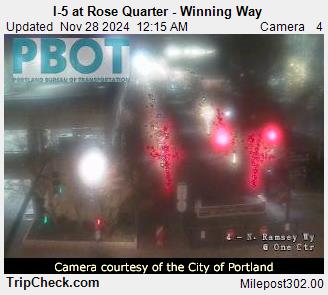 I-5 at Rose Quarter - Winning Way
Updated Nov 28 2024 12:15 AM Camera 4
PBOT
PORTLAND BUREAU OF TRANSPORTATION
4 - N. Ramsey Wy
@ One Ctr
Camera courtesy of the City of Portland
TripCheck.com Milepost302.00